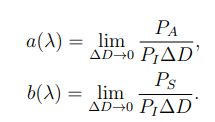 a(λ) = lim_{ΔD→0} P_A / (P_I ΔD),
b(λ) = lim_{ΔD→0} P_S / (P_I ΔD).